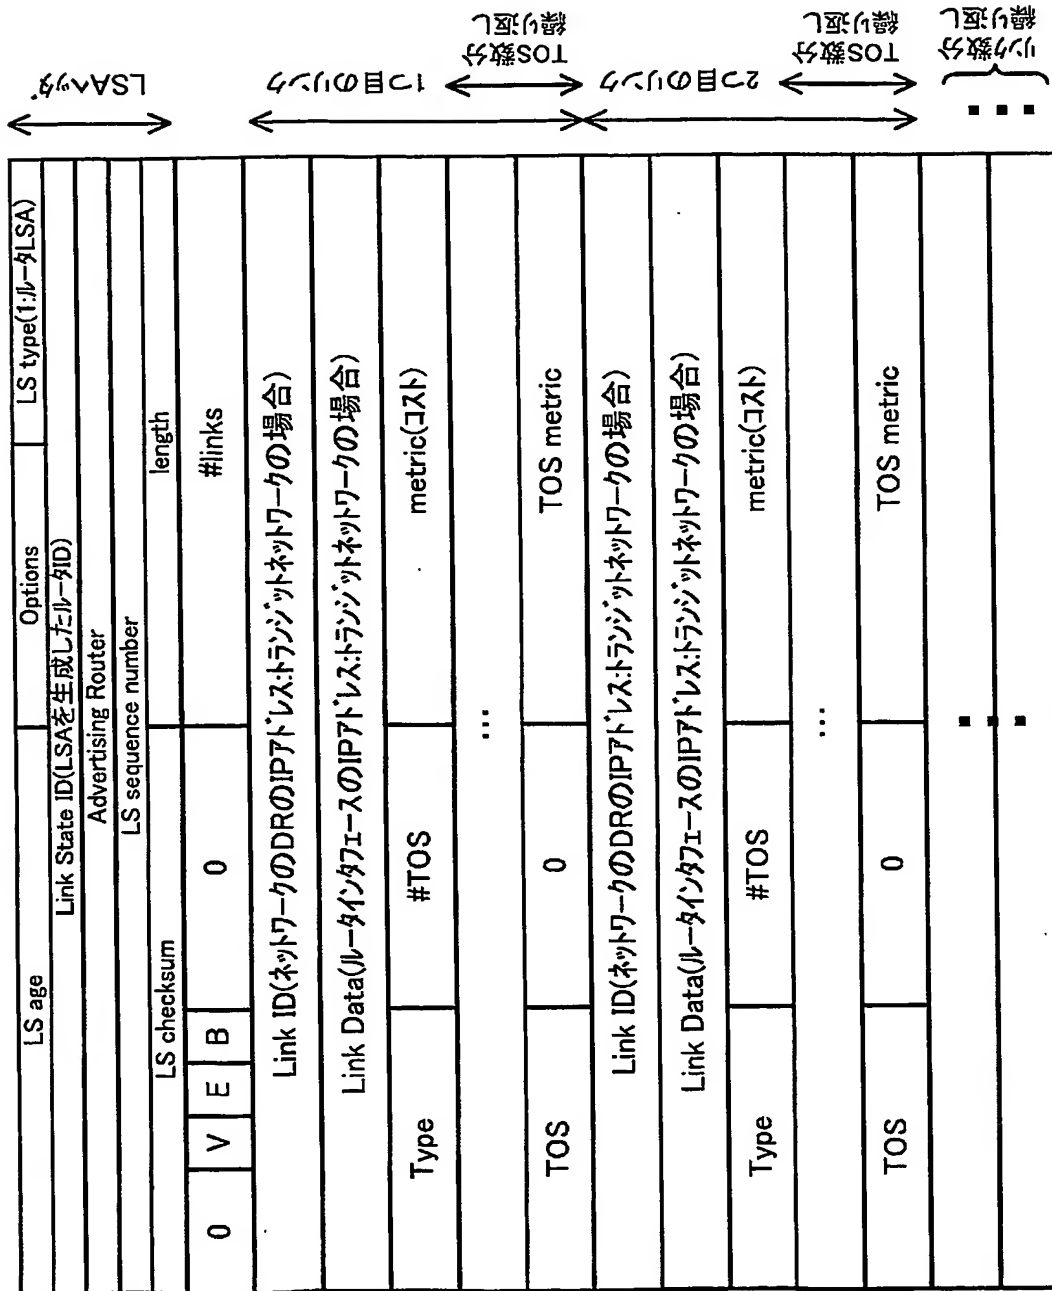 LS age Options LS type(1:ルータLSA)
Link State ID(LSAを生成したルータID)
Advertising Router
LS sequence number
LS checksum length
LSAヘッダ
0 V E B 0 #links
Link ID(ネットワークのDRのIPアドレス:トランジットネットワークの場合)
Link Data(ルータインタフェースのIPアドレス:トランジットネットワークの場合)
Type #TOS metric(コスト)
...
TOS 0 TOS metric
1つ目のリンク
TOS数分
繰り返し
Link ID(ネットワークのDRのIPアドレス:トランジットネットワークの場合)
Link Data(ルータインタフェースのIPアドレス:トランジットネットワークの場合)
Type #TOS metric(コスト)
...
TOS 0 TOS metric
2つ目のリンク
TOS数分
繰り返し
リンク数分
繰り返し